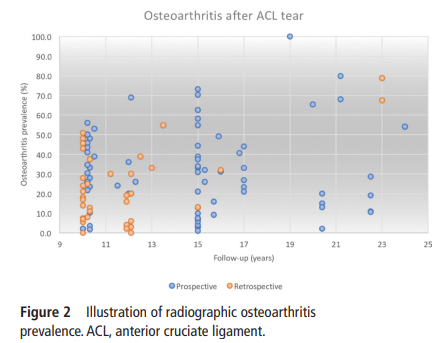 Osteoarthritis after ACL tear
100.0
90.0
80.0
70.0
60.0
50.0
40.0
30.0
20.0
10.0
0.0
Osteoarthritis prevalence (%)
9 11 13 15 17 19 21 23 25
Follow-up (years)
Prospective Retrospective
Figure 2 Illustration of radiographic osteoarthritis
prevalence. ACL, anterior cruciate ligament.